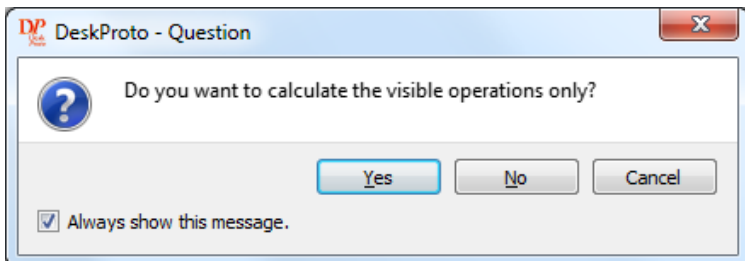 DeskProto - Question
Do you want to calculate the visible operations only?
Yes No Cancel
Always show this message.